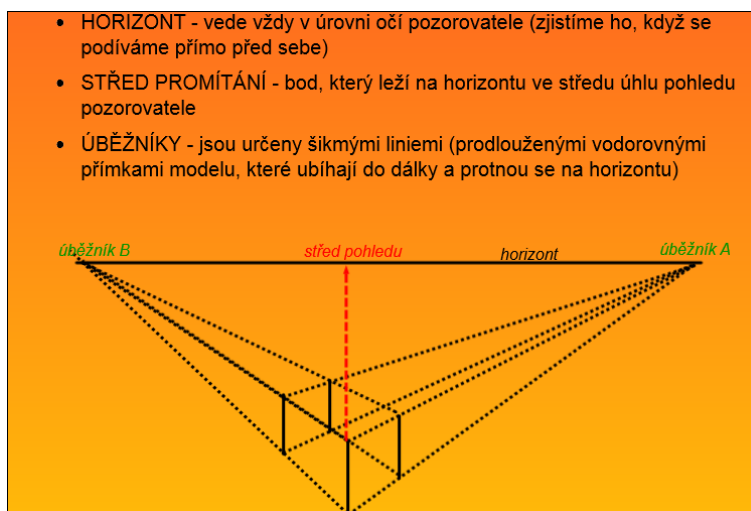 • HORIZONT - vede vždy v úrovni očí pozorovatele (zjistíme ho, když se
podíváme přímo před sebe)
• STŘED PROMÍTÁNÍ - bod, který leží na horizontu ve středu úhlu pohledu
pozorovatele
• ÚBĚŽNÍKY - jsou určeny šikmými liniemi (prodlouženými vodorovnými
přímkami modelu, které ubíhají do dálky a protnou se na horizontu)
úběžník B
střed pohledu
horizont
úběžník A